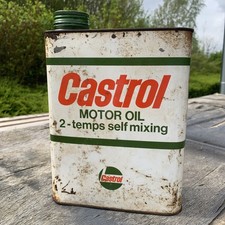 Castrol
MOTOR OIL
2-temps self mixing
Castrol